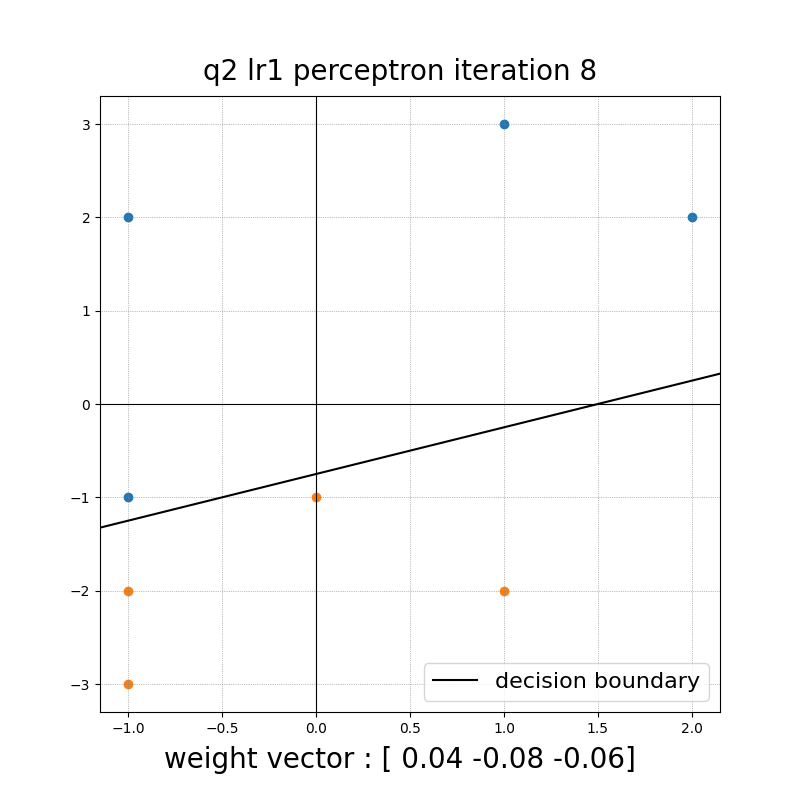 q2 lr1 perceptron iteration 8
3
2
1
0
−1
−2
−3
decision boundary
−1.0 −0.5 0.0 0.5 1.0 1.5 2.0
weight vector : [ 0.04 -0.08 -0.06]